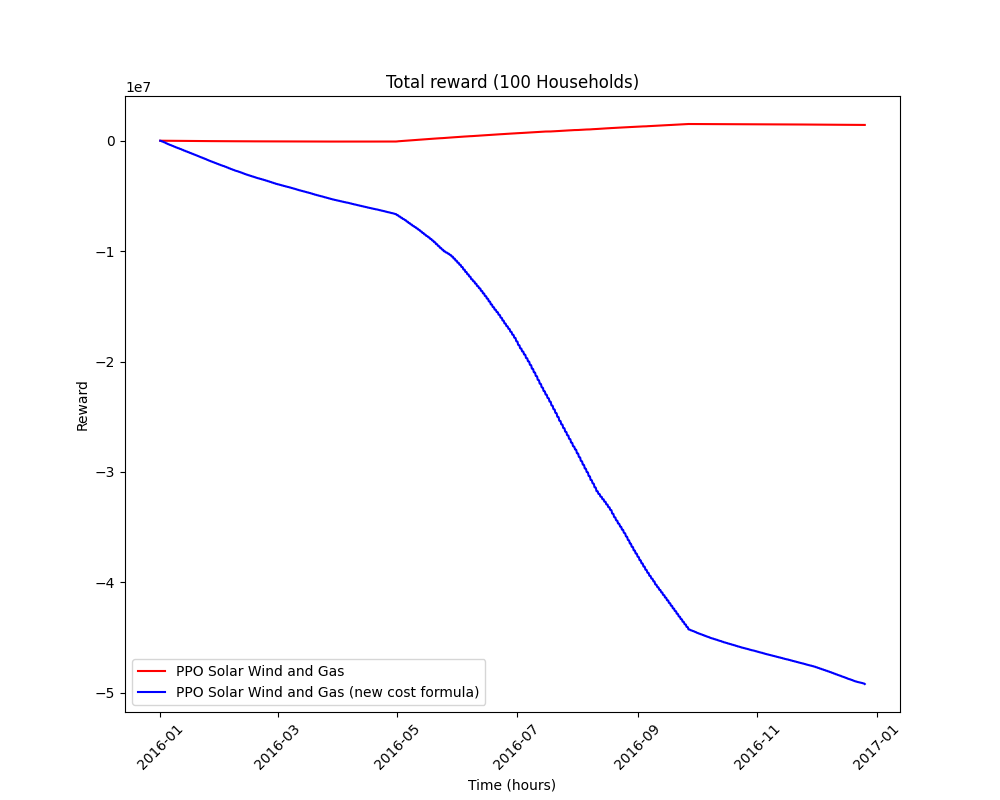 Total reward (100 Households)
1e7
0
−1
−2
−3
−4
−5
Reward
PPO Solar Wind and Gas
PPO Solar Wind and Gas (new cost formula)
2016-01
2016-03
2016-05
2016-07
2016-09
2016-11
2017-01
Time (hours)